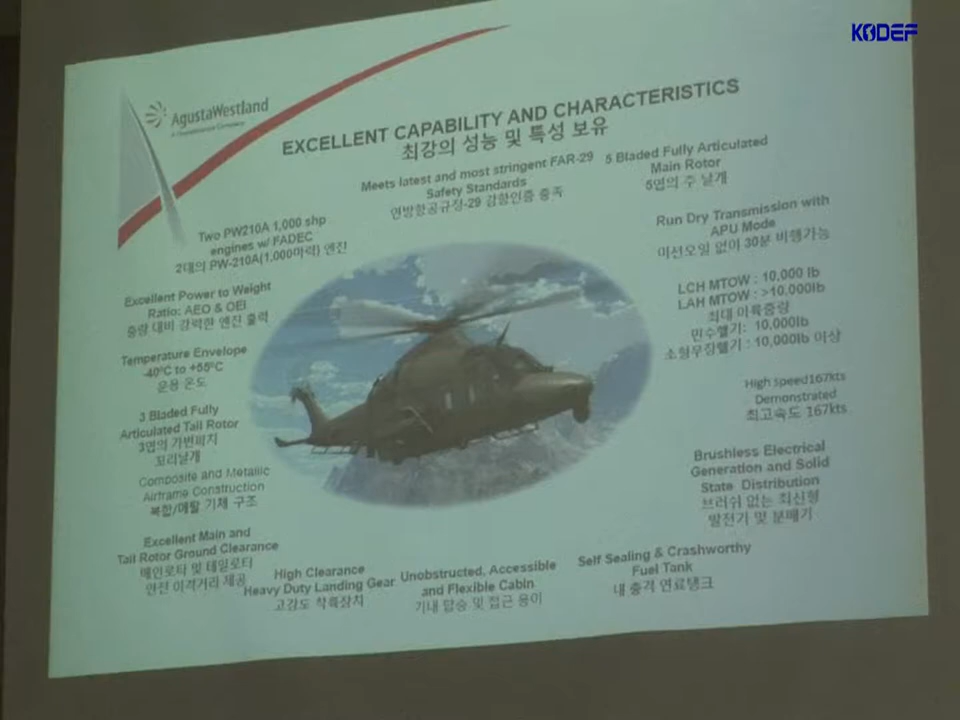 KODEF
AgustaWestland
A Finmeccanica Company
EXCELLENT CAPABILITY AND CHARACTERISTICS
최강의 성능 및 특성 보유
Meets latest and most stringent FAR-29
Safety Standards
연방항공규정-29 감항인증 충족
5 Bladed Fully Articulated
Main Rotor
5엽의 주 날개
Two PW210A 1,000 shp
engines w/ FADEC
2대의 PW-210A(1,000마력) 엔진
Run Dry Transmission with
APU Mode
미션오일 없이 30분 비행가능
Excellent Power to Weight
Ratio: AEO & OEI
중량 대비 강력한 엔진 출력
LCH MTOW : 10,000 lb
LAH MTOW : >10,000lb
최대 이륙중량
민수헬기: 10,000lb
소형무장헬기 : 10,000lb 이상
Temperature Envelope
-40ºC to +55ºC
운용 온도
High speed167kts
Demonstrated
최고속도 167kts
3 Bladed Fully
Articulated Tail Rotor
3엽의 가변피치
꼬리날개
Brushless Electrical
Generation and Solid
State Distribution
브러쉬 없는 최신형
발전기 및 분배기
Composite and Metallic
Airframe Construction
복합/메탈 기체 구조
Excellent Main and
Tail Rotor Ground Clearance
메인로타 및 테일로타
안전 이격거리 제공
High Clearance
Heavy Duty Landing Gear
고강도 착륙장치
Unobstructed, Accessible
and Flexible Cabin
기내 탑승 및 접근 용이
Self Sealing & Crashworthy
Fuel Tank
내 충격 연료탱크